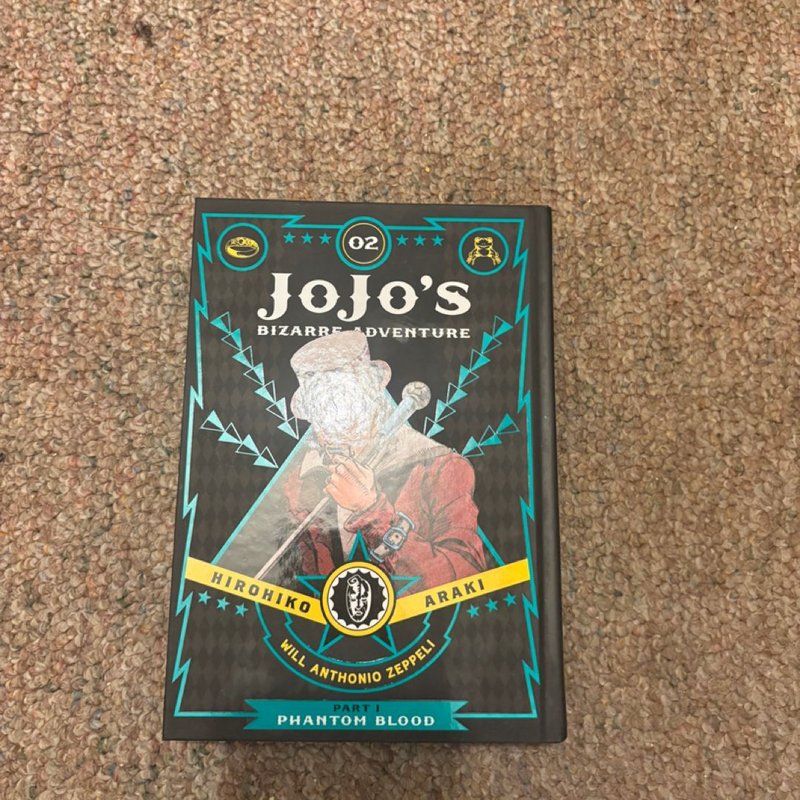 02
JoJo's
BIZARRE ADVENTURE
HIROHIKO ARAKI
WILL ANTHONIO ZEPPELI
PART 1
PHANTOM BLOOD